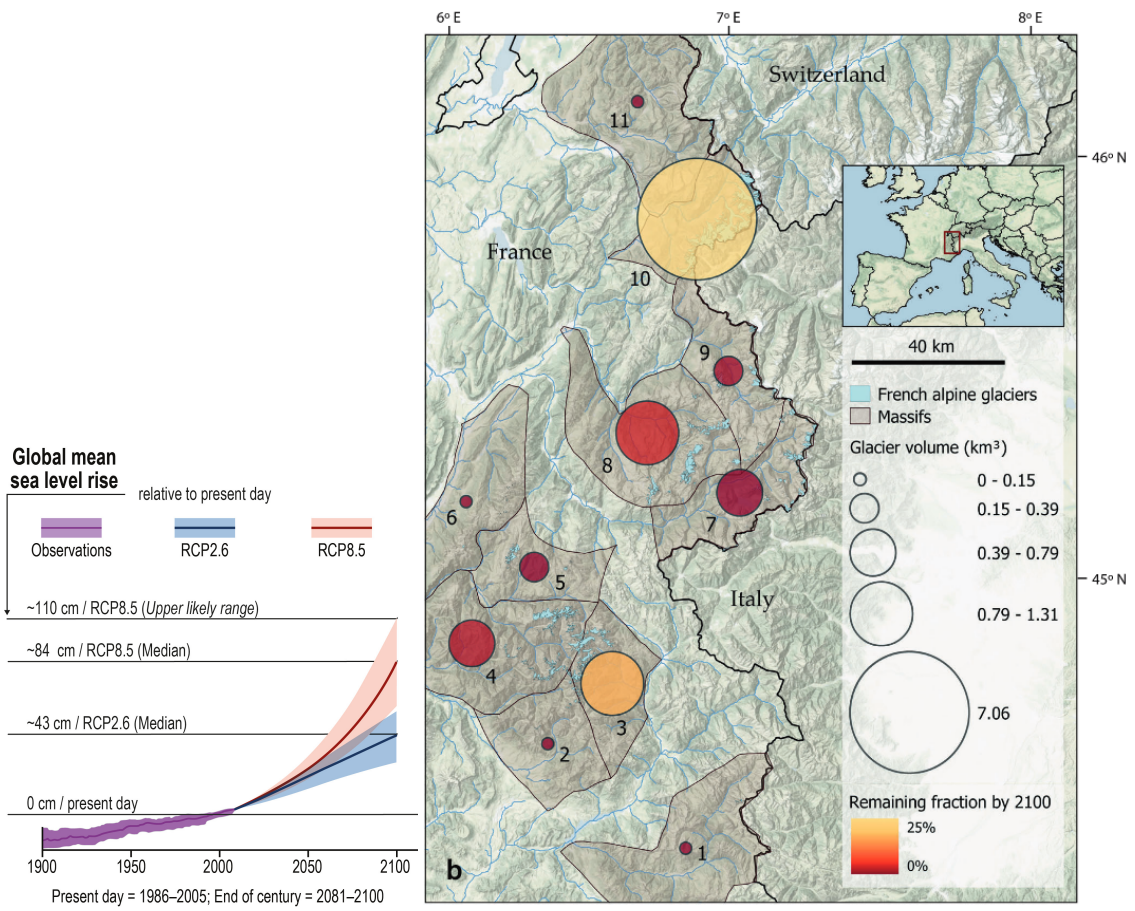 Global mean
sea level rise
relative to present day
Observations
RCP2.6
RCP8.5
~110 cm / RCP8.5 (Upper likely range)
~84 cm / RCP8.5 (Median)
~43 cm / RCP2.6 (Median)
0 cm / present day
1900
1950
2000
2050
2100
Present day = 1986–2005; End of century = 2081–2100
6º E
7º E
8º E
46º N
45º N
Switzerland
France
Italy
11
10
9
8
7
6
5
4
3
2
1
b
40 km
French alpine glaciers
Massifs
Glacier volume (km³)
0 - 0.15
0.15 - 0.39
0.39 - 0.79
0.79 - 1.31
7.06
Remaining fraction by 2100
25%
0%